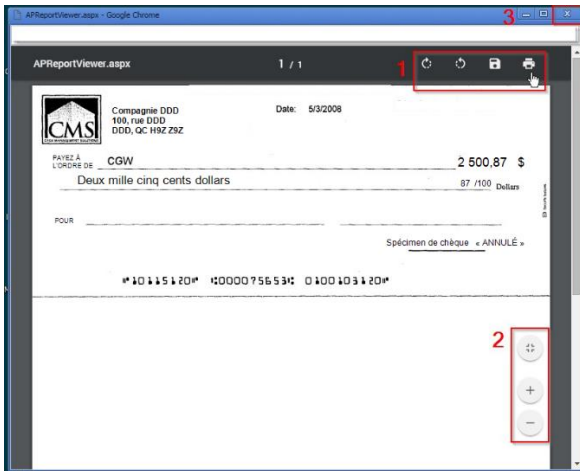 APReportViewer.aspx - Google Chrome
3
APReportViewer.aspx
1 / 1
1
CMS
Compagnie DDD
100, rue DDD
DDD, QC H9Z Z9Z
Date: 5/3/2008
PAYEZ À
L'ORDRE DE CGW 2 500,87 $
Deux mille cinq cents dollars 87 /100 Dollars
POUR
Spécimen de chèque « ANNULÉ »
⑈10115120⑈ ⑆000075653⑆ 0100103120⑈
2